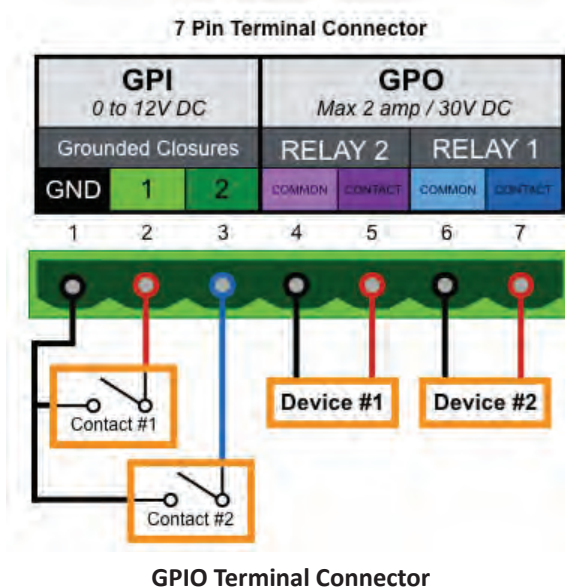 7 Pin Terminal Connector
GPI GPO
0 to 12V DC Max 2 amp / 30V DC
Grounded Closures RELAY 2 RELAY 1
GND 1 2 COMMON CONTACT COMMON CONTACT
1 2 3 4 5 6 7
Device #1 Device #2
Contact #1
Contact #2
GPIO Terminal Connector